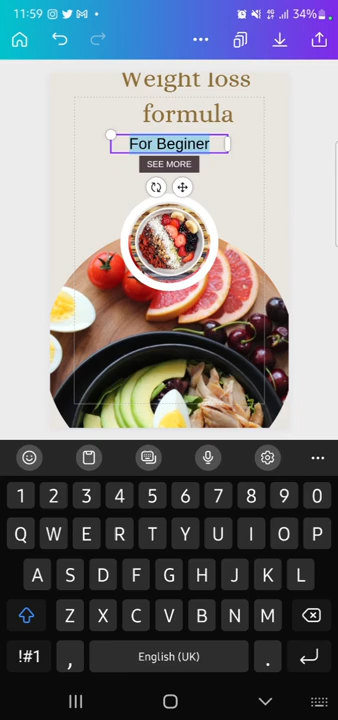 11:59
34%
Weight loss
formula
For Beginer
SEE MORE
1 2 3 4 5 6 7 8 9 0
Q W E R T Y U I O P
A S D F G H J K L
Z X C V B N M
!#1 , English (UK) .